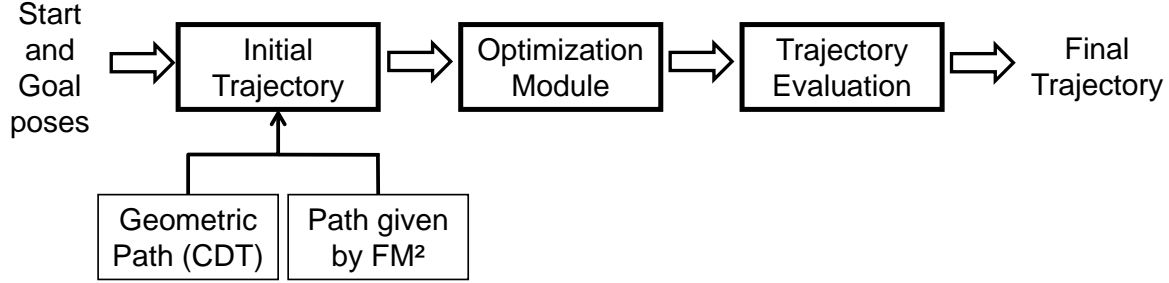 Start
and
Goal
poses
Initial
Trajectory
Optimization
Module
Trajectory
Evaluation
Final
Trajectory
Geometric
Path (CDT)
Path given
by FM²